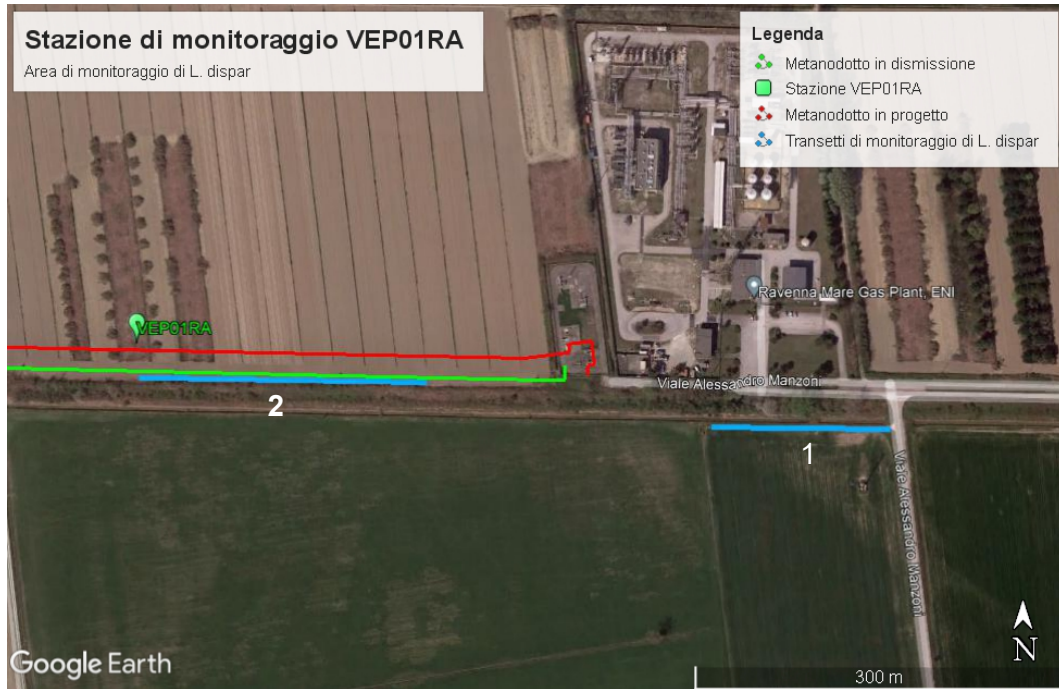 Stazione di monitoraggio VEP01RA
Area di monitoraggio di L. dispar
Legenda
Metanodotto in dismissione
Stazione VEP01RA
Metanodotto in progetto
Transetti di monitoraggio di L. dispar
Ravenna Mare Gas Plant, ENI
VEP01RA
Viale Alessandro Manzoni
2
1
Viale Alessandro Manzoni
N
Google Earth
300 m